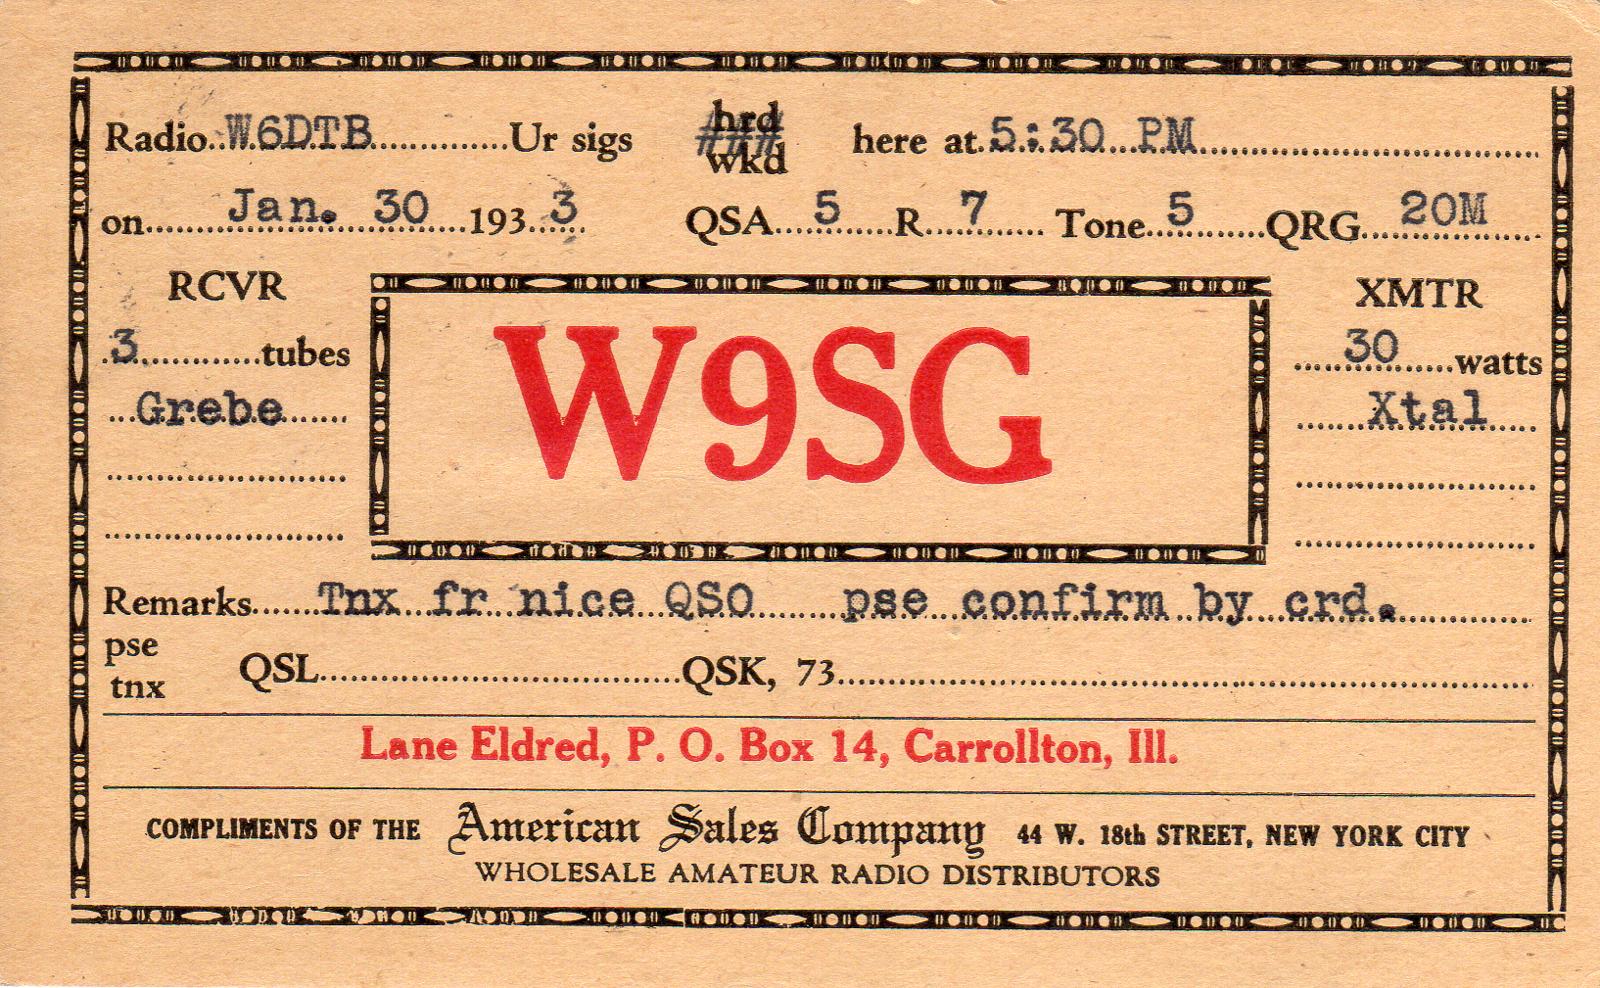 Radio..W6DTB..............Ur sigs hrd ### wkd here at 5:30 PM
on Jan. 30 193 3 QSA 5 R 7 Tone 5 QRG 20M
RCVR
3 tubes
Grebe
W9SG
XMTR
30 watts
Xtal
Remarks Tnx fr nice QSO pse confirm by crd.
pse
tnx QSL QSK, 73
Lane Eldred, P. O. Box 14, Carrollton, Ill.
COMPLIMENTS OF THE American Sales Company 44 W. 18th STREET, NEW YORK CITY
WHOLESALE AMATEUR RADIO DISTRIBUTORS